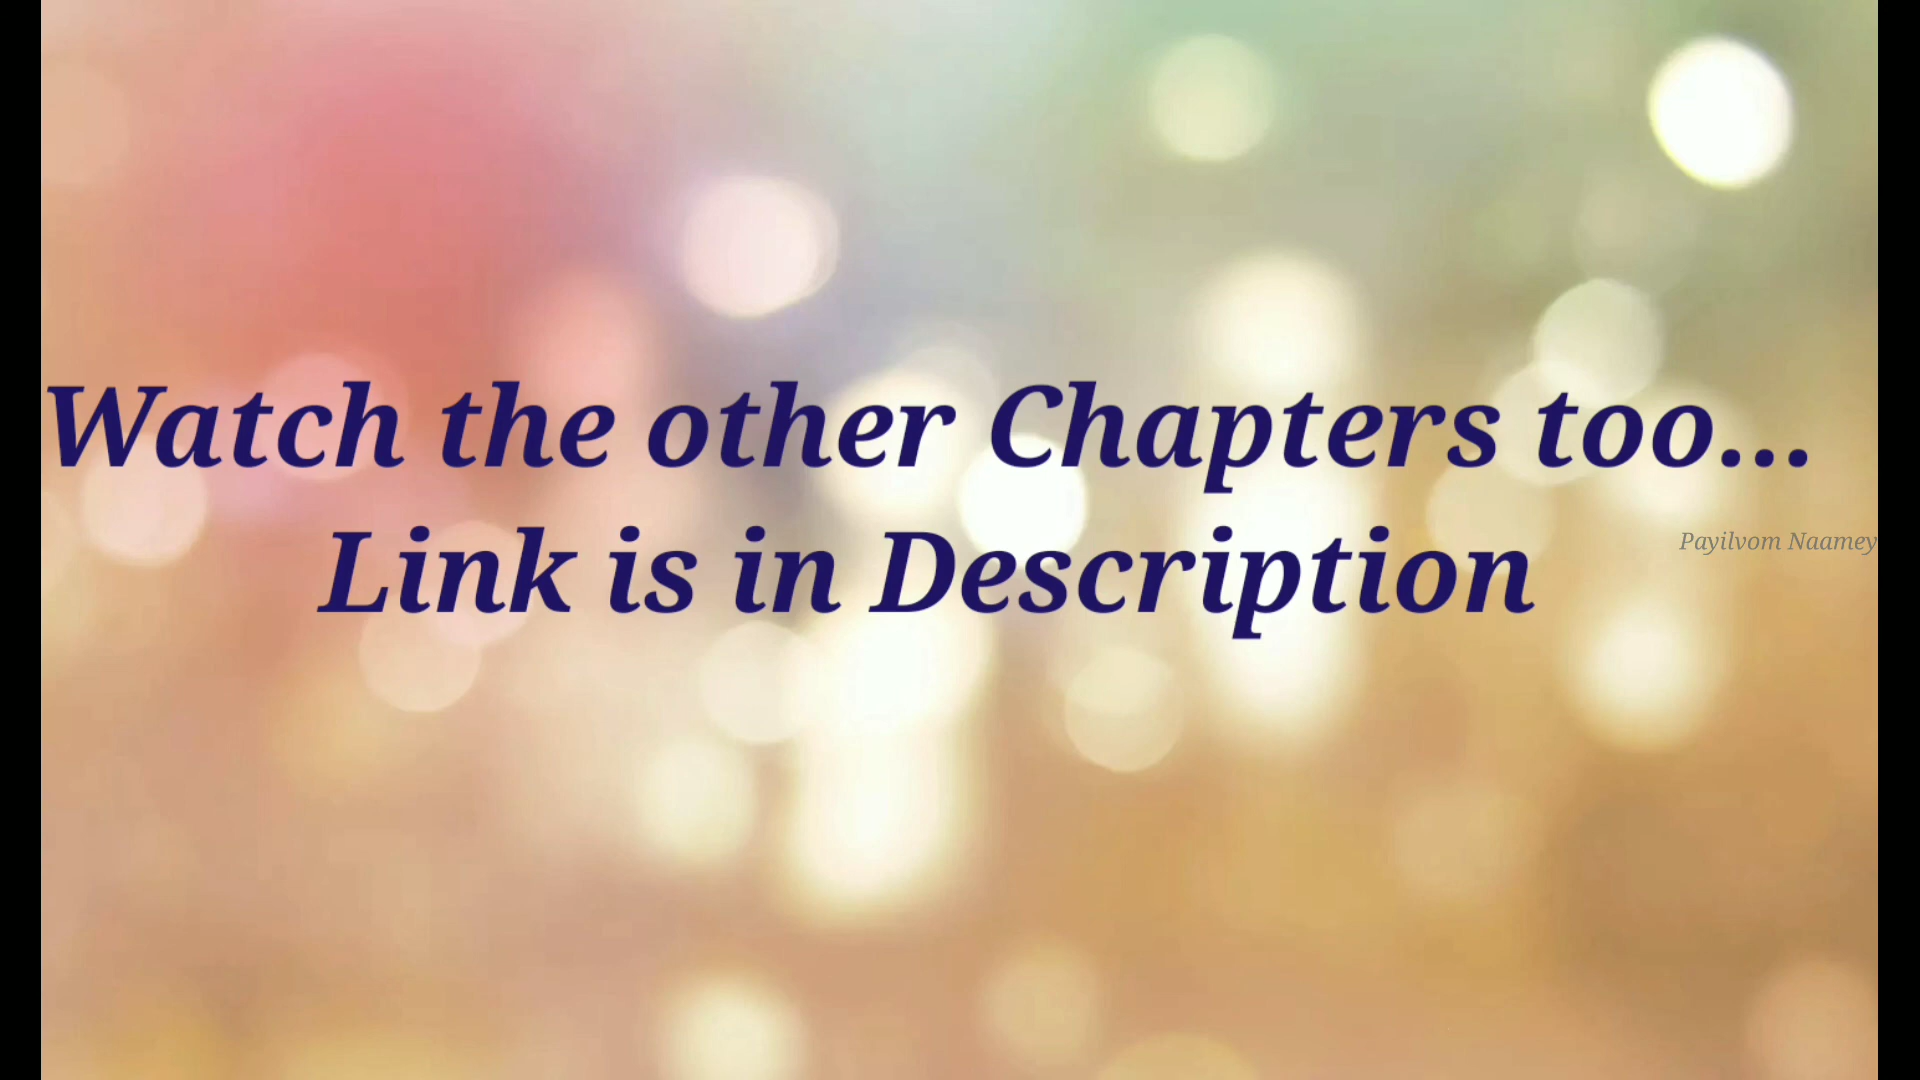 Watch the other Chapters too...
Link is in Description
Payilvom Naamey